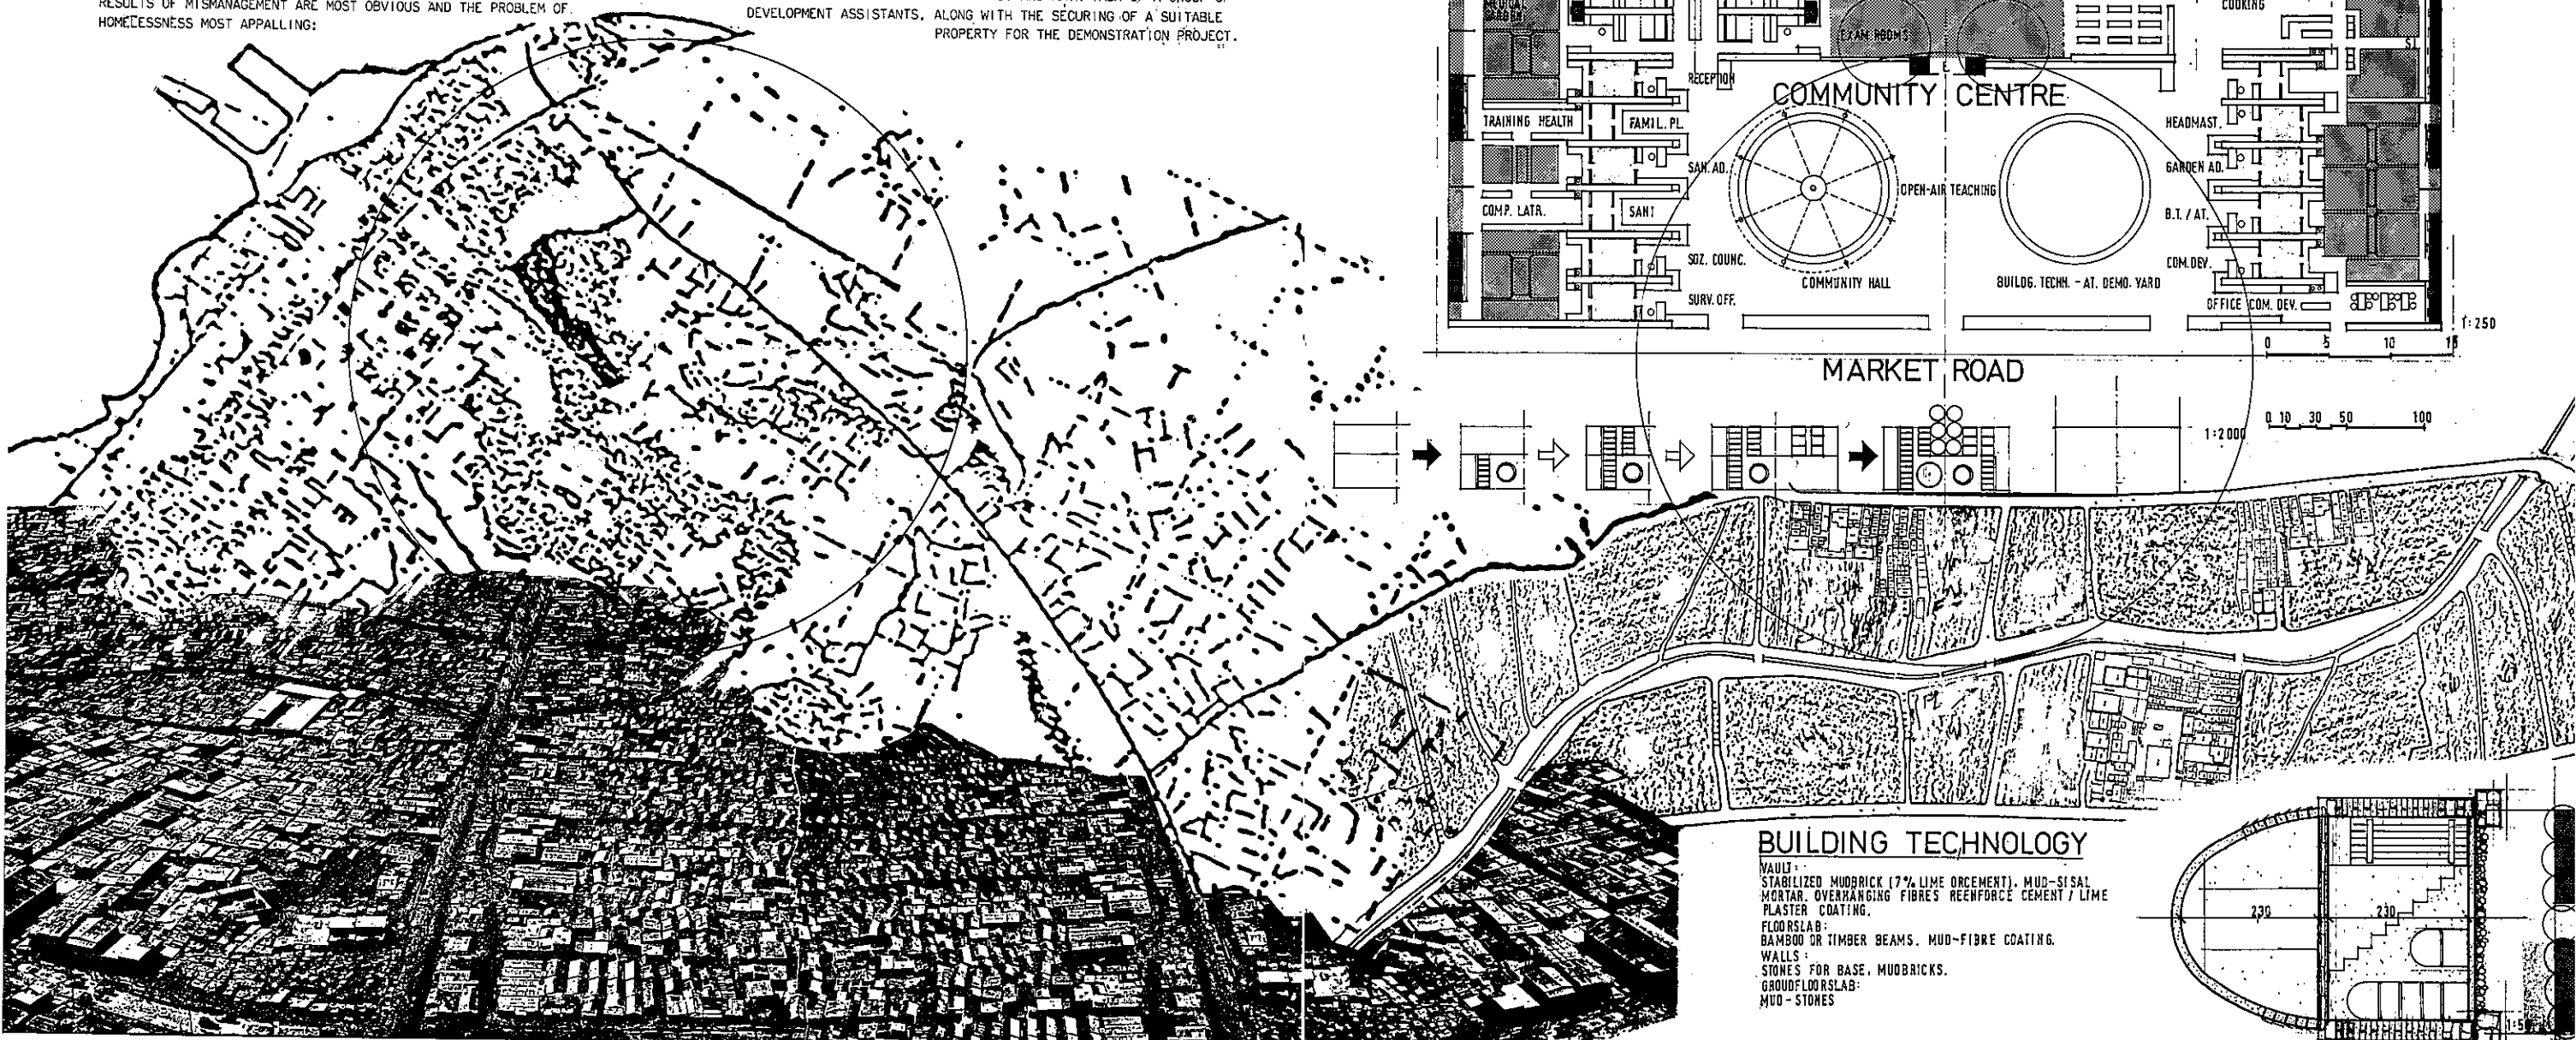 RESULTS OF MISMANAGEMENT ARE MOST OBVIOUS AND THE PROBLEM OF
HOMELESSNESS MOST APPALLING:
DEVELOPMENT ASSISTANTS, ALONG WITH THE SECURING OF A SUITABLE
PROPERTY FOR THE DEMONSTRATION PROJECT.
MEDICAL
GARDEN
EXAM ROOMS
COOKING
RECEPTION
COMMUNITY CENTRE
TRAINING HEALTH
FAMIL. PL.
HEADMAST.
SAN. AD.
GARDEN AD.
OPEN-AIR TEACHING
COMP. LATR.
SANI
B.T. / AT.
SOZ. COUNC.
COM. DEV.
COMMUNITY HALL
BUILDG. TECHN. - AT. DEMO. YARD
SURV. OFF.
OFFICE COM. DEV.
1:250
0 5 10 15
MARKET ROAD
0 10 30 50 100
1:2000
BUILDING TECHNOLOGY
VAULT:
STABILIZED MUDBRICK (7% LIME ORCEMENT). MUD-SISAL
MORTAR. OVERHANGING FIBRES REENFORCE CEMENT / LIME
PLASTER COATING.
FLOORSLAB:
BAMBOO OR TIMBER BEAMS. MUD-FIBRE COATING.
WALLS:
STONES FOR BASE, MUDBRICKS.
GROUDFLOORSLAB:
MUD - STONES
230 230